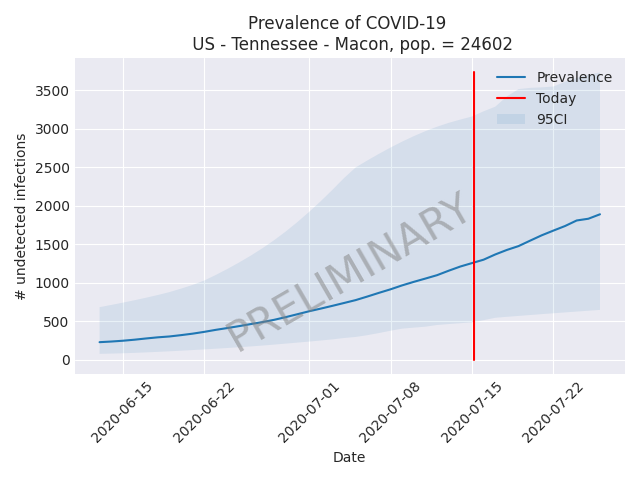 Prevalence of COVID-19
US - Tennessee - Macon, pop. = 24602
Prevalence
Today
95CI
PRELIMINARY
# undetected infections
3500
3000
2500
2000
1500
1000
500
0
2020-06-15
2020-06-22
2020-07-01
2020-07-08
2020-07-15
2020-07-22
Date